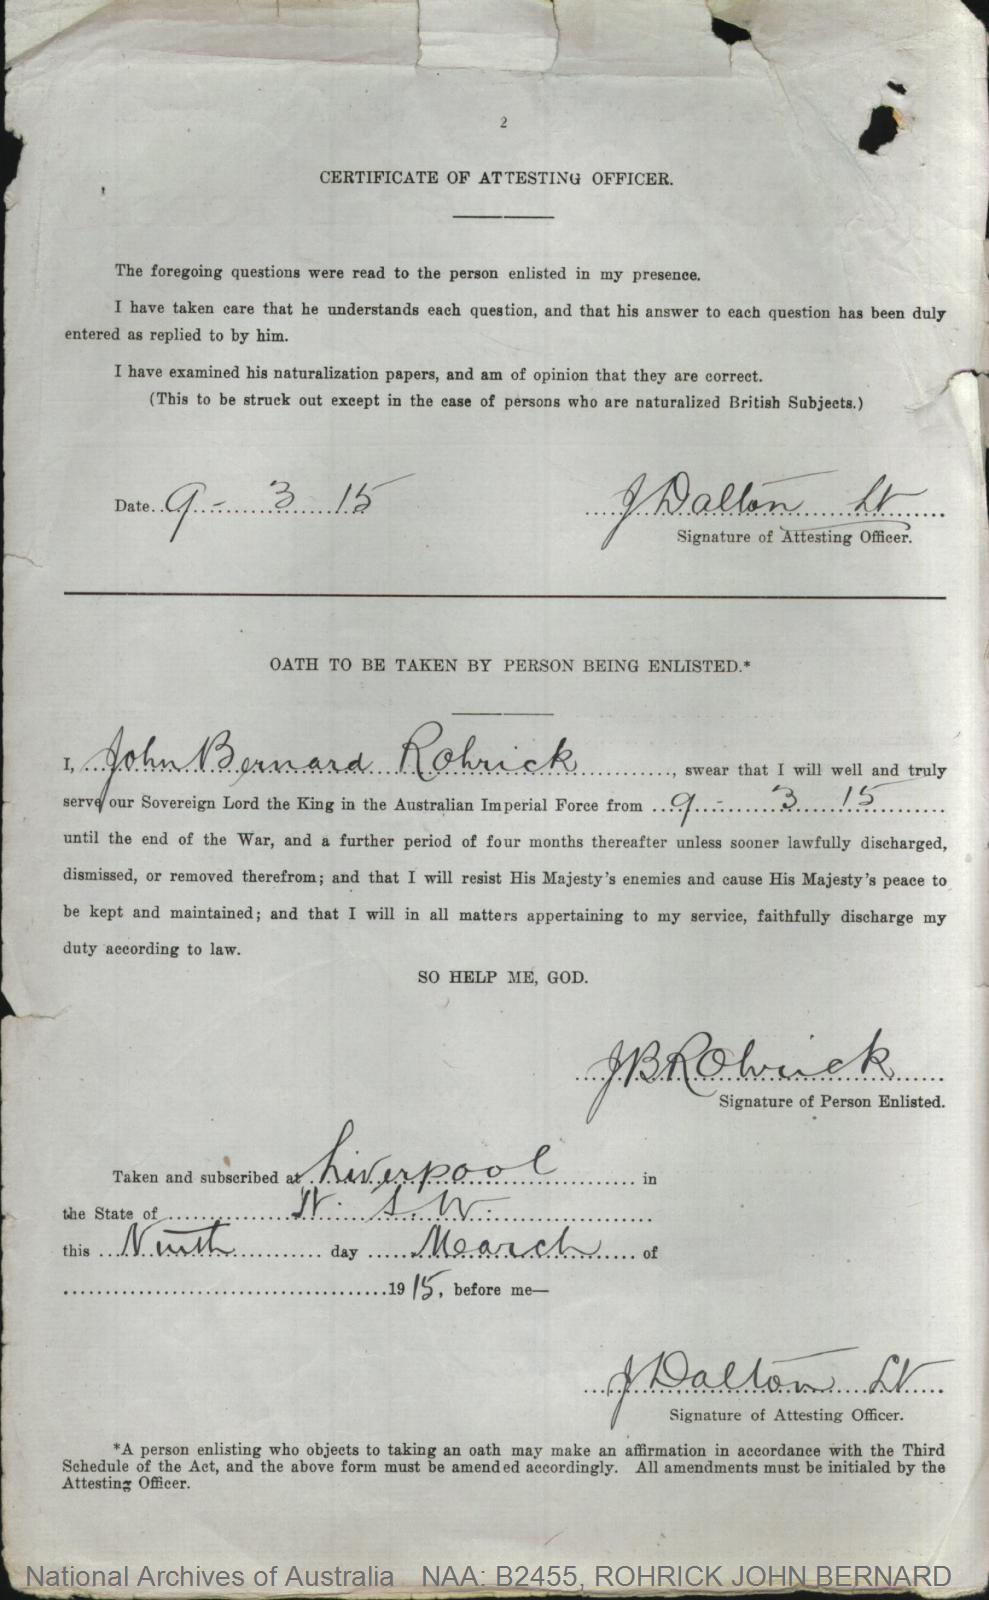 2
CERTIFICATE OF ATTESTING OFFICER.
The foregoing questions were read to the person enlisted in my presence.
I have taken care that he understands each question, and that his answer to each question has been duly
entered as replied to by him.
I have examined his naturalization papers, and am of opinion that they are correct.
(This to be struck out except in the case of persons who are naturalized British Subjects.)
Date 9 - 3 15 J Dalton Lt
Signature of Attesting Officer.
OATH TO BE TAKEN BY PERSON BEING ENLISTED.*
I, John Bernard Rohrick, swear that I will well and truly
serve our Sovereign Lord the King in the Australian Imperial Force from 9 - 3 15
until the end of the War, and a further period of four months thereafter unless sooner lawfully discharged,
dismissed, or removed therefrom; and that I will resist His Majesty's enemies and cause His Majesty's peace to
be kept and maintained; and that I will in all matters appertaining to my service, faithfully discharge my
duty according to law.
SO HELP ME, GOD.
J B Rohrick
Signature of Person Enlisted.
Taken and subscribed at Liverpool in
the State of N. S. W.
this Ninth day March of
1915, before me—
J Dalton Lt
Signature of Attesting Officer.
*A person enlisting who objects to taking an oath may make an affirmation in accordance with the Third
Schedule of the Act, and the above form must be amended accordingly. All amendments must be initialed by the
Attesting Officer.
National Archives of Australia NAA: B2455, ROHRICK JOHN BERNARD